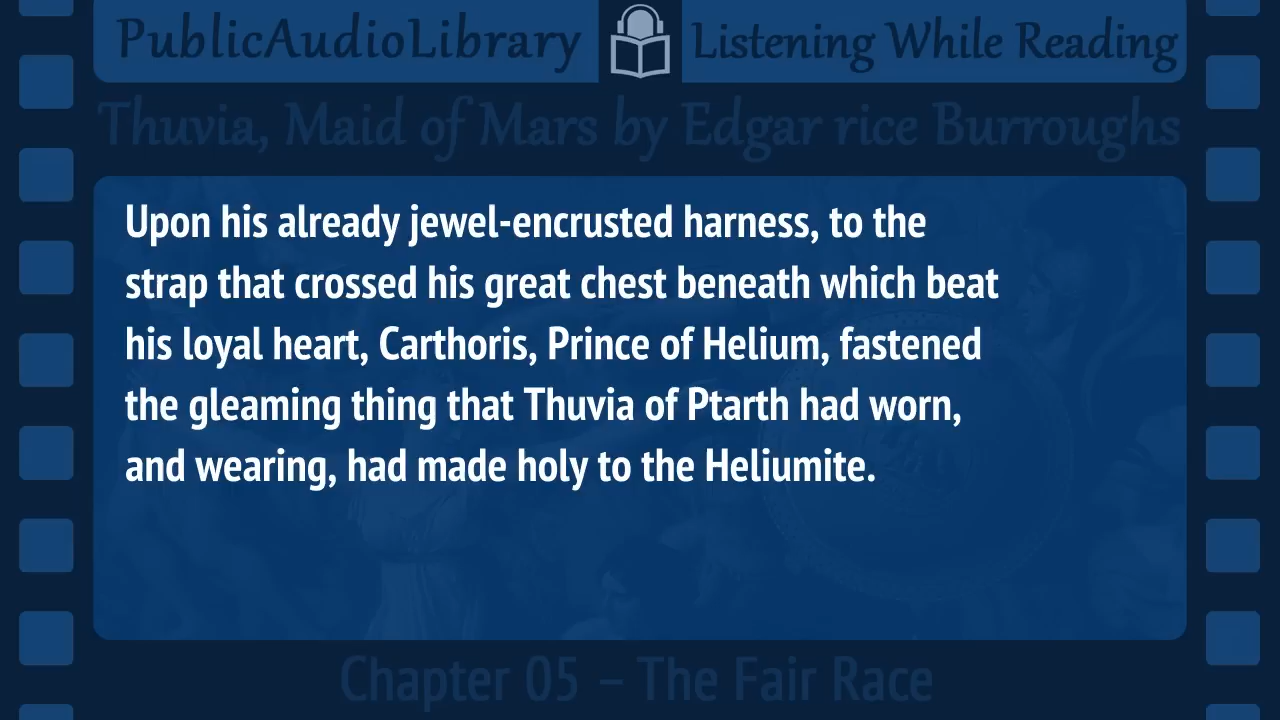 PublicAudioLibrary Listening While Reading
Thuvia, Maid of Mars by Edgar rice Burroughs
Upon his already jewel-encrusted harness, to the
strap that crossed his great chest beneath which beat
his loyal heart, Carthoris, Prince of Helium, fastened
the gleaming thing that Thuvia of Ptarth had worn,
and wearing, had made holy to the Heliumite.
Chapter 05 – The Fair Race